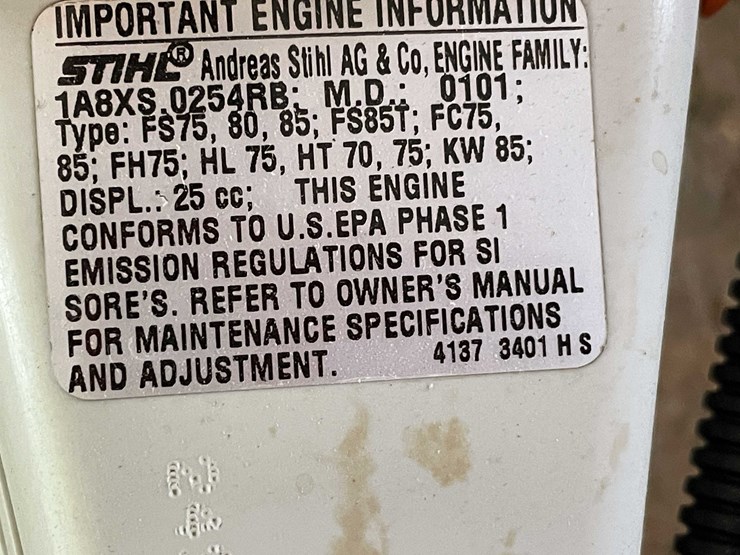 IMPORTANT ENGINE INFORMATION
STIHL® Andreas Stihl AG & Co, ENGINE FAMILY:
1A8XS.0254RB; M.D.: 0101;
Type: FS75, 80, 85; FS85T; FC75,
85; FH75; HL 75, HT 70, 75; KW 85;
DISPL.: 25 cc; THIS ENGINE
CONFORMS TO U.S.EPA PHASE 1
EMISSION REGULATIONS FOR SI
SORE'S. REFER TO OWNER'S MANUAL
FOR MAINTENANCE SPECIFICATIONS
AND ADJUSTMENT. 4137 3401 H S